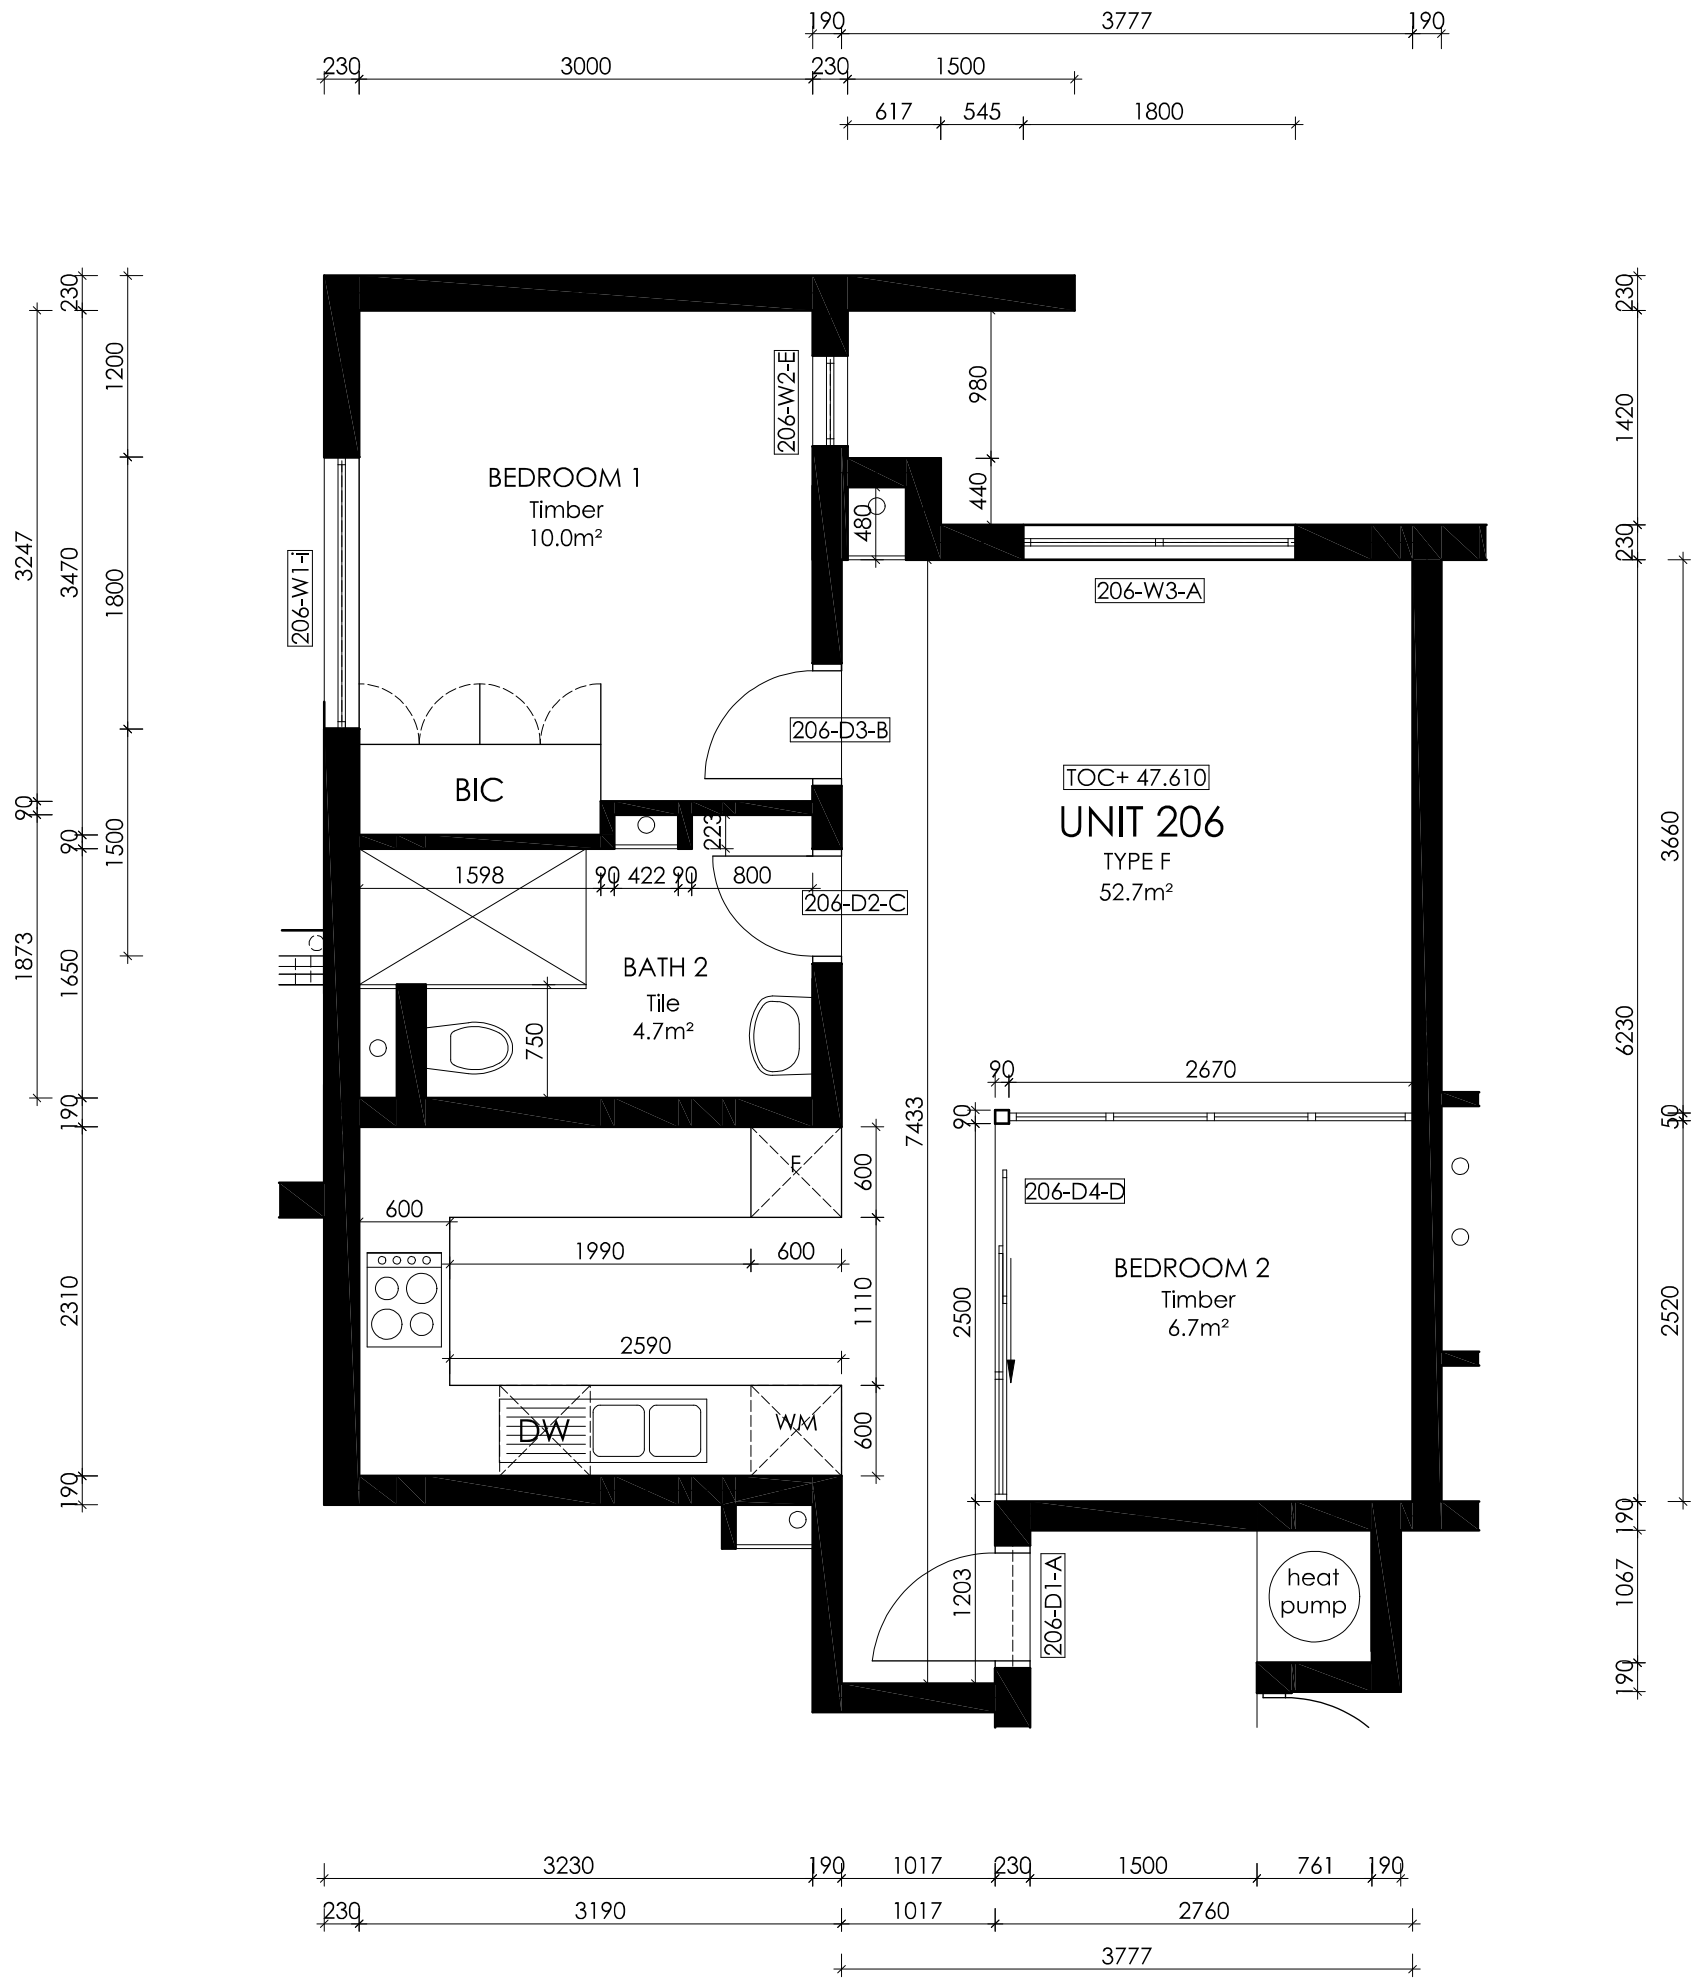 190 3777 190
230 3000 230 1500
617 545 1800
230
1200
1800
1500
230
3470
90
1650
190
2310
190
3247
90
1873
206-W1-i
206-W2-E
BEDROOM 1
Timber
10.0m²
980
440
480
206-W3-A
230
1420
230
6230
190
1067
190
3660
50
2520
206-D3-B
BIC
TOC+ 47.610
UNIT 206
TYPE F
52.7m²
223
1598 90 422 90 800
206-D2-C
BATH 2
Tile
4.7m²
750
90 2670
90
7433
F
600
206-D4-D
600
1990 600
1110
2500
BEDROOM 2
Timber
6.7m²
2590
DW
WM
600
1203
206-D1-A
heat
pump
3230 190 1017 230 1500 761 190
230 3190 1017 2760
3777